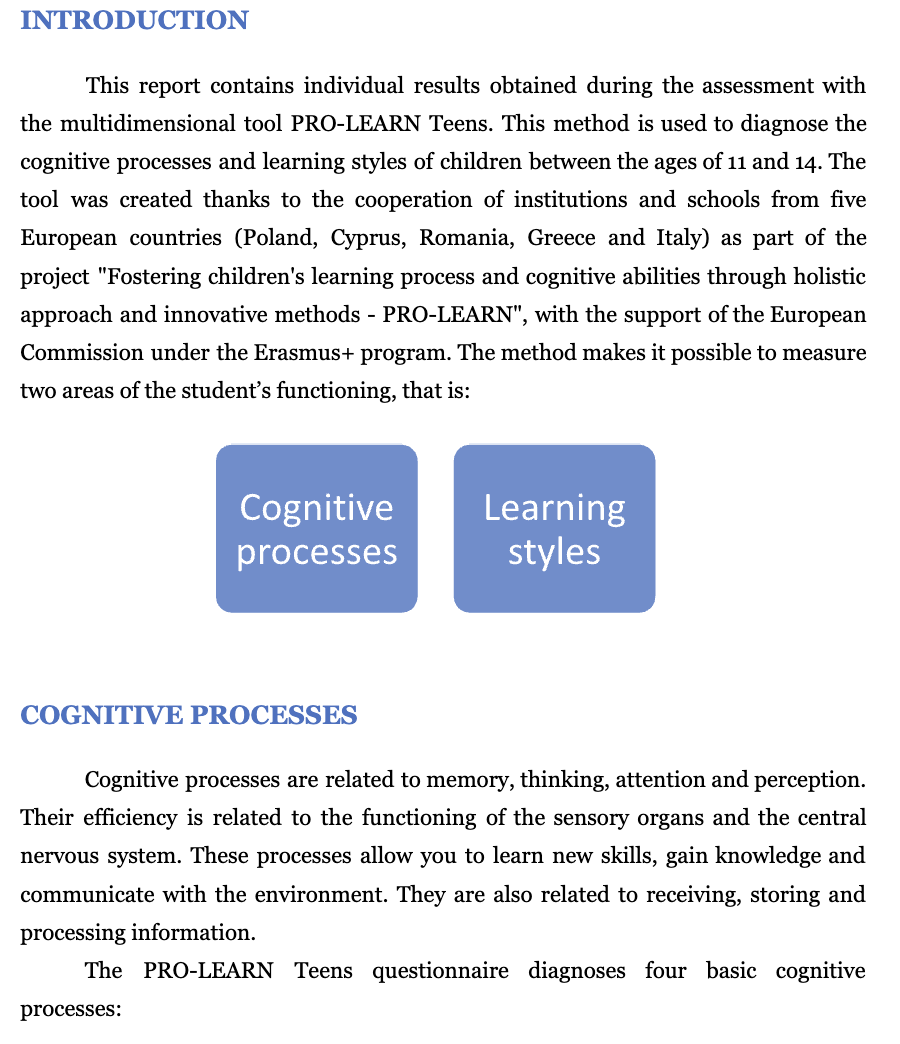 INTRODUCTION
This report contains individual results obtained during the assessment with
the multidimensional tool PRO-LEARN Teens. This method is used to diagnose the
cognitive processes and learning styles of children between the ages of 11 and 14. The
tool was created thanks to the cooperation of institutions and schools from five
European countries (Poland, Cyprus, Romania, Greece and Italy) as part of the
project "Fostering children's learning process and cognitive abilities through holistic
approach and innovative methods - PRO-LEARN", with the support of the European
Commission under the Erasmus+ program. The method makes it possible to measure
two areas of the student’s functioning, that is:
Cognitive
processes
Learning
styles
COGNITIVE PROCESSES
Cognitive processes are related to memory, thinking, attention and perception.
Their efficiency is related to the functioning of the sensory organs and the central
nervous system. These processes allow you to learn new skills, gain knowledge and
communicate with the environment. They are also related to receiving, storing and
processing information.
The PRO-LEARN Teens questionnaire diagnoses four basic cognitive
processes: